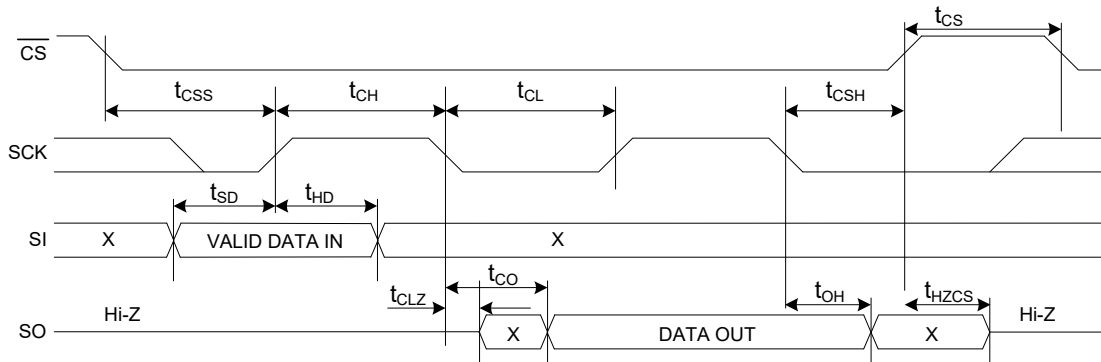 tCS
CS
tCSS tCH tCL tCSH
SCK
tSD tHD
SI X VALID DATA IN X
tCO
tCLZ tOH tHZCS
Hi-Z Hi-Z
SO X DATA OUT X